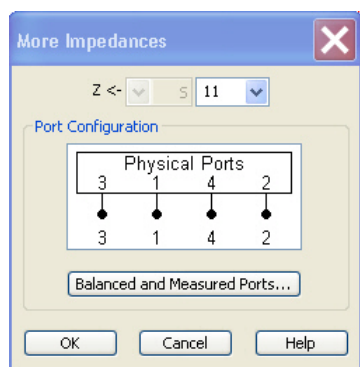 More Impedances
Z <- S 11
Port Configuration
Physical Ports
3 1 4 2
3 1 4 2
Balanced and Measured Ports...
OK Cancel Help